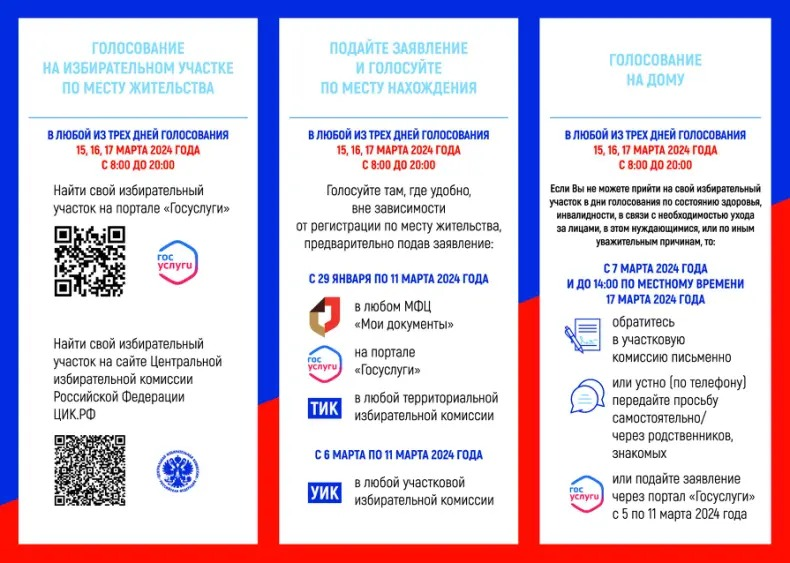 ГОЛОСОВАНИЕ
НА ИЗБИРАТЕЛЬНОМ УЧАСТКЕ
ПО МЕСТУ ЖИТЕЛЬСТВА
В ЛЮБОЙ ИЗ ТРЕХ ДНЕЙ ГОЛОСОВАНИЯ
15, 16, 17 МАРТА 2024 ГОДА
С 8:00 ДО 20:00
Найти свой избирательный
участок на портале «Госуслуги»
гос
услуги
Найти свой избирательный
участок на сайте Центральной
избирательной комиссии
Российской Федерации
ЦИК.РФ
ПОДАЙТЕ ЗАЯВЛЕНИЕ
И ГОЛОСУЙТЕ
ПО МЕСТУ НАХОЖДЕНИЯ
В ЛЮБОЙ ИЗ ТРЕХ ДНЕЙ ГОЛОСОВАНИЯ
15, 16, 17 МАРТА 2024 ГОДА
С 8:00 ДО 20:00
Голосуйте там, где удобно,
вне зависимости
от регистрации по месту жительства,
предварительно подав заявление:
С 29 ЯНВАРЯ ПО 11 МАРТА 2024 ГОДА
в любом МФЦ
«Мои документы»
гос
услуги
на портале
«Госуслуги»
ТИК
в любой территориальной
избирательной комиссии
С 6 МАРТА ПО 11 МАРТА 2024 ГОДА
УИК
в любой участковой
избирательной комиссии
ГОЛОСОВАНИЕ
НА ДОМУ
В ЛЮБОЙ ИЗ ТРЕХ ДНЕЙ ГОЛОСОВАНИЯ
15, 16, 17 МАРТА 2024 ГОДА
С 8:00 ДО 20:00
Если Вы не можете прийти на свой избирательный
участок в дни голосования по состоянию здоровья,
инвалидности, в связи с необходимостью ухода
за лицами, в этом нуждающимися, или по иным
уважительным причинам, то:
С 7 МАРТА 2024 ГОДА
И ДО 14:00 ПО МЕСТНОМУ ВРЕМЕНИ
17 МАРТА 2024 ГОДА
обратитесь
в участковую
комиссию письменно
или устно (по телефону)
передайте просьбу
самостоятельно/
через родственников,
знакомых
гос
услуги
или подайте заявление
через портал «Госуслуги»
с 5 по 11 марта 2024 года